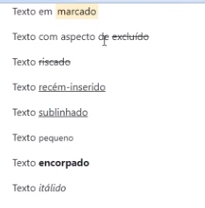 Texto em marcado
Texto com aspecto de excluído
Texto riscado
Texto recém-inserido
Texto sublinhado
Texto pequeno
Texto encorpado
Texto itálido